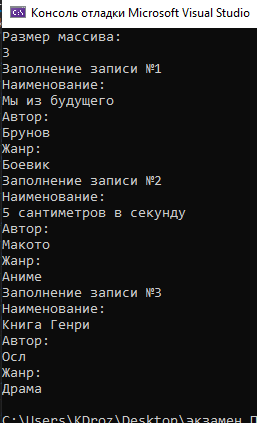 Консоль отладки Microsoft Visual Studio
Размер массива:
3
Заполнение записи №1
Наименование:
Мы из будущего
Автор:
Брунов
Жанр:
Боевик
Заполнение записи №2
Наименование:
5 сантиметров в секунду
Автор:
Макото
Жанр:
Аниме
Заполнение записи №3
Наименование:
Книга Генри
Автор:
Осл
Жанр:
Драма
C:\Users\KDroz\Desktop\экзамен П